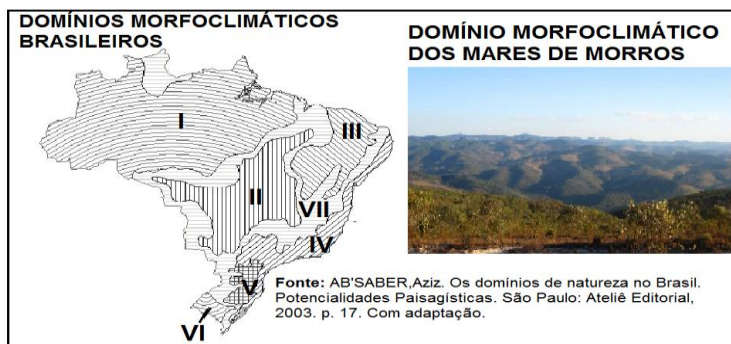 DOMÍNIOS MORFOCLIMÁTICOS
BRASILEIROS
DOMÍNIO MORFOCLIMÁTICO
DOS MARES DE MORROS
I
III
II
VII
IV
V
VI
Fonte: AB'SABER,Aziz. Os domínios de natureza no Brasil.
Potencialidades Paisagísticas. São Paulo: Ateliê Editorial,
2003. p. 17. Com adaptação.